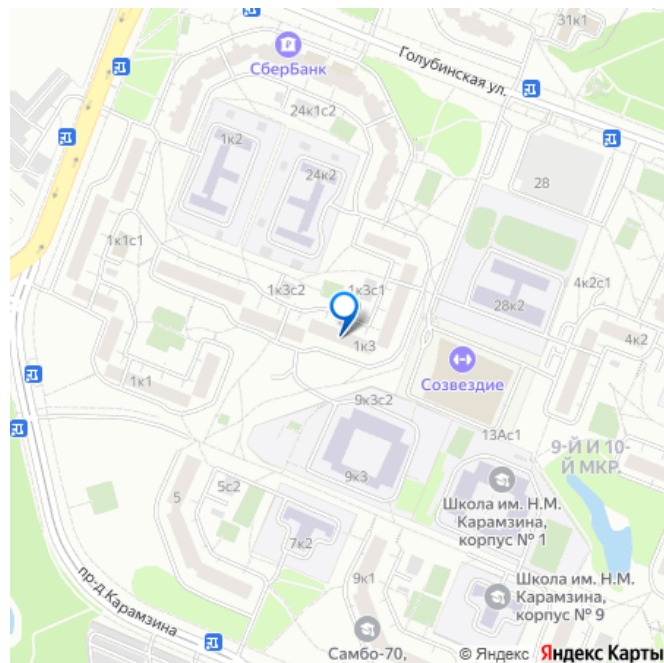 31к1
Голубинская ул.
СберБанк
24к1с2
1к2
24к2
28
1к1с1
1к3с2
1к3с1
4к2с1
28к2
4к2
1к3
Созвездие
1к1
9к3с2
13Ас1
9-Й И 10-
Й МКР.
9к3
5
5с2
Школа им. Н.М.
Карамзина,
корпус № 1
7к2
9к1
Школа им. Н.М.
Карамзина,
корпус № 9
пр-д Карамзина
Самбо-70,
© Яндекс Яндекс Карты